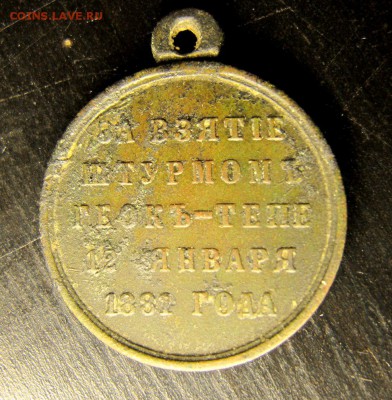 COINS.LAVE.RU
ЗА ВЗЯТІЕ
ШТУРМОМЪ
ГЕОКЪ-ТЕПЕ
12 ЯНВАРЯ
1881 ГОДА